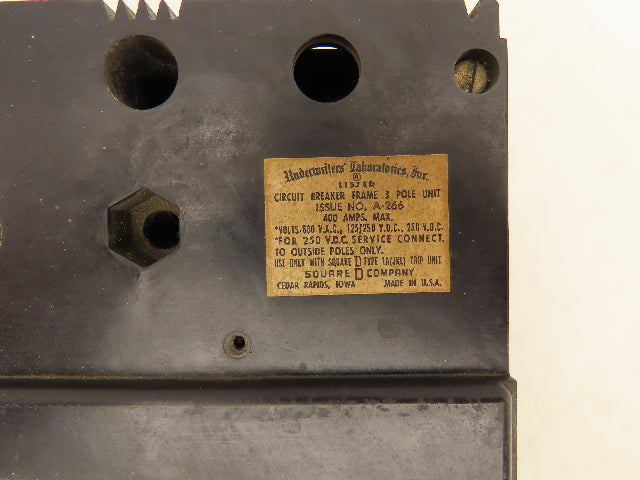 Underwriters' Laboratories, Inc.
LISTED
CIRCUIT BREAKER FRAME 3 POLE UNIT
ISSUE NO. A-266
400 AMPS. MAX.
*VOLTS-600 V.A.C., 125/250 V.D.C., 250 V.D.C.
*FOR 250 V.D.C. SERVICE CONNECT.
TO OUTSIDE POLES ONLY.
USE ONLY WITH SQUARE D TYPE TRIP UNIT
SQUARE D COMPANY
CEDAR RAPIDS, IOWA MADE IN U.S.A.